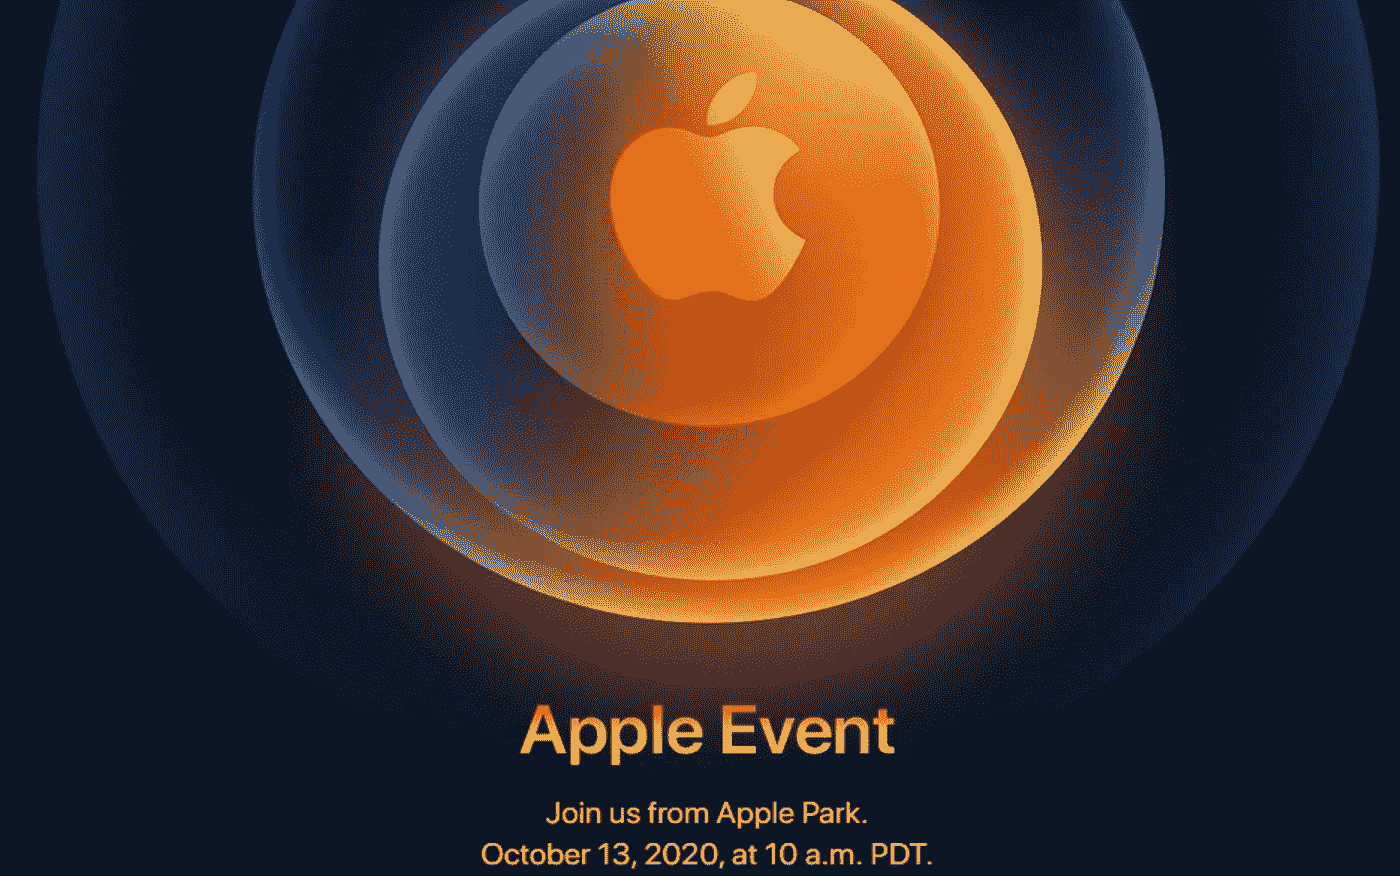 Apple Event
Join us from Apple Park.
October 13, 2020, at 10 a.m. PDT.